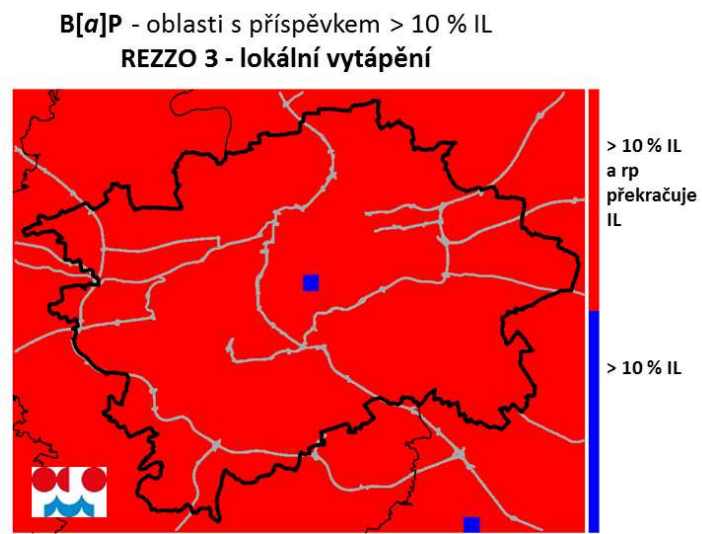 B[a]P - oblasti s příspěvkem > 10 % IL
REZZO 3 - lokální vytápění
> 10 % IL
a rp
překračuje
IL
> 10 % IL